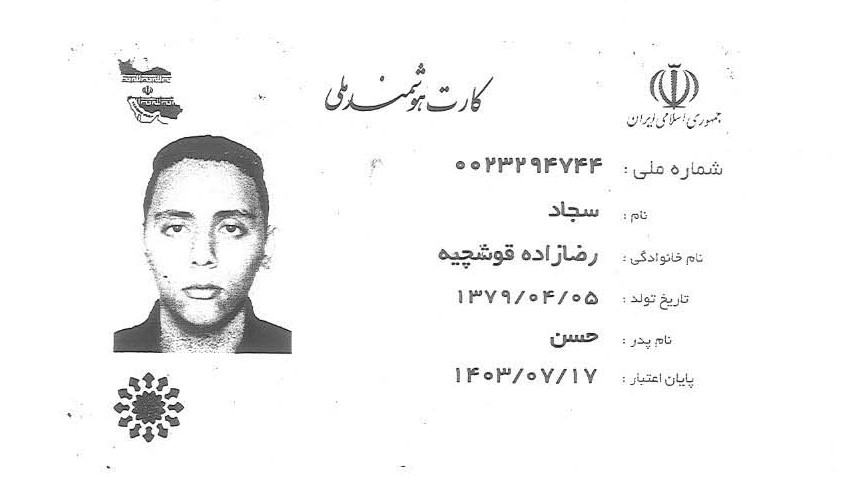 کارت هوشمند ملی
جمهوری اسلامی ایران
شماره ملی : ۰۰۲۳۲۹۴۷۴۴
نام : سجاد
نام خانوادگی : رضازاده قوشچیه
تاریخ تولد : ۱۳۷۹/۰۴/۰۵
نام پدر : حسن
پایان اعتبار : ۱۴۰۳/۰۷/۱۷